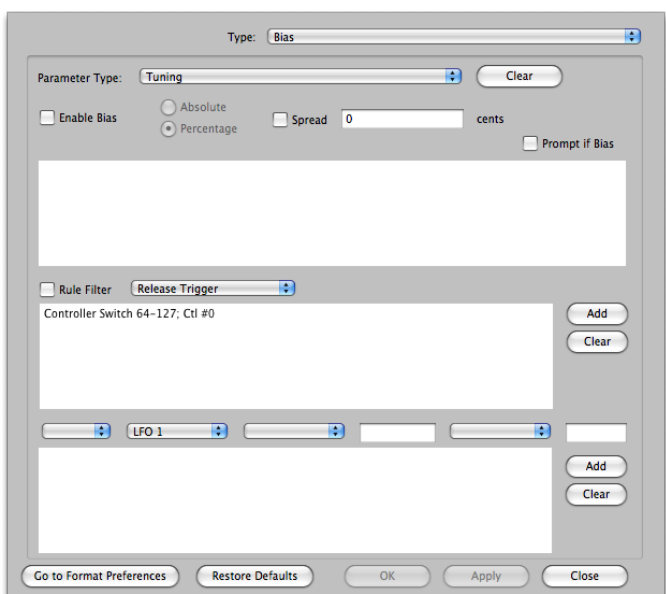 Type: Bias
Parameter Type: Tuning Clear
Enable Bias Absolute Percentage Spread 0 cents
Prompt if Bias
Rule Filter Release Trigger
Controller Switch 64-127; Ctl #0 Add
Clear
LFO 1
Add
Clear
Go to Format Preferences Restore Defaults OK Apply Close